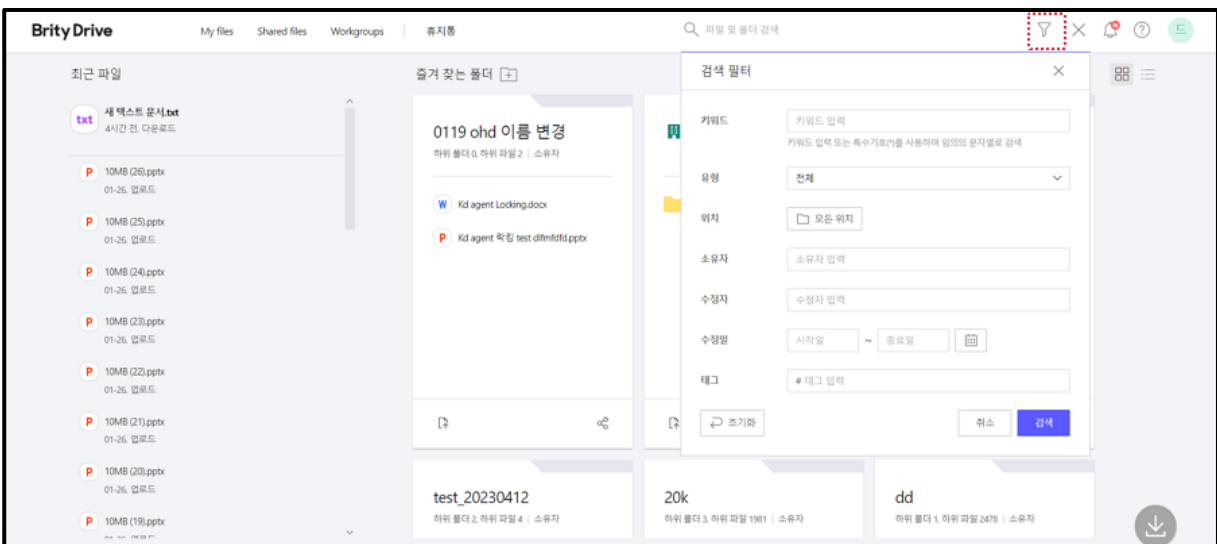 Brity Drive
My files
Shared files
Workgroups
휴지통
파일 및 폴더 검색
드
최근 파일
txt
새 텍스트 문서.txt
4시간 전, 다운로드
P 10MB (26).pptx
01-26, 업로드
P 10MB (25).pptx
01-26, 업로드
P 10MB (24).pptx
01-26, 업로드
P 10MB (23).pptx
01-26, 업로드
P 10MB (22).pptx
01-26, 업로드
P 10MB (21).pptx
01-26, 업로드
P 10MB (20).pptx
01-26, 업로드
P 10MB (19).pptx
즐겨 찾는 폴더
0119 ohd 이름 변경
하위 폴더 0, 하위 파일 2 | 소유자
W Kd agent Locking.docx
P Kd agent 락킹 test dlfmfdfd.pptx
검색 필터
키워드
키워드 입력
키워드 입력 또는 특수기호(*)를 사용하여 임의의 문자열로 검색
유형
전체
위치
모든 위치
소유자
소유자 입력
수정자
수정자 입력
수정일
시작일 ~ 종료일
태그
# 태그 입력
초기화
취소
검색
test_20230412
하위 폴더 2, 하위 파일 4 | 소유자
20k
하위 폴더 3, 하위 파일 1981 | 소유자
dd
하위 폴더 1, 하위 파일 2478 | 소유자